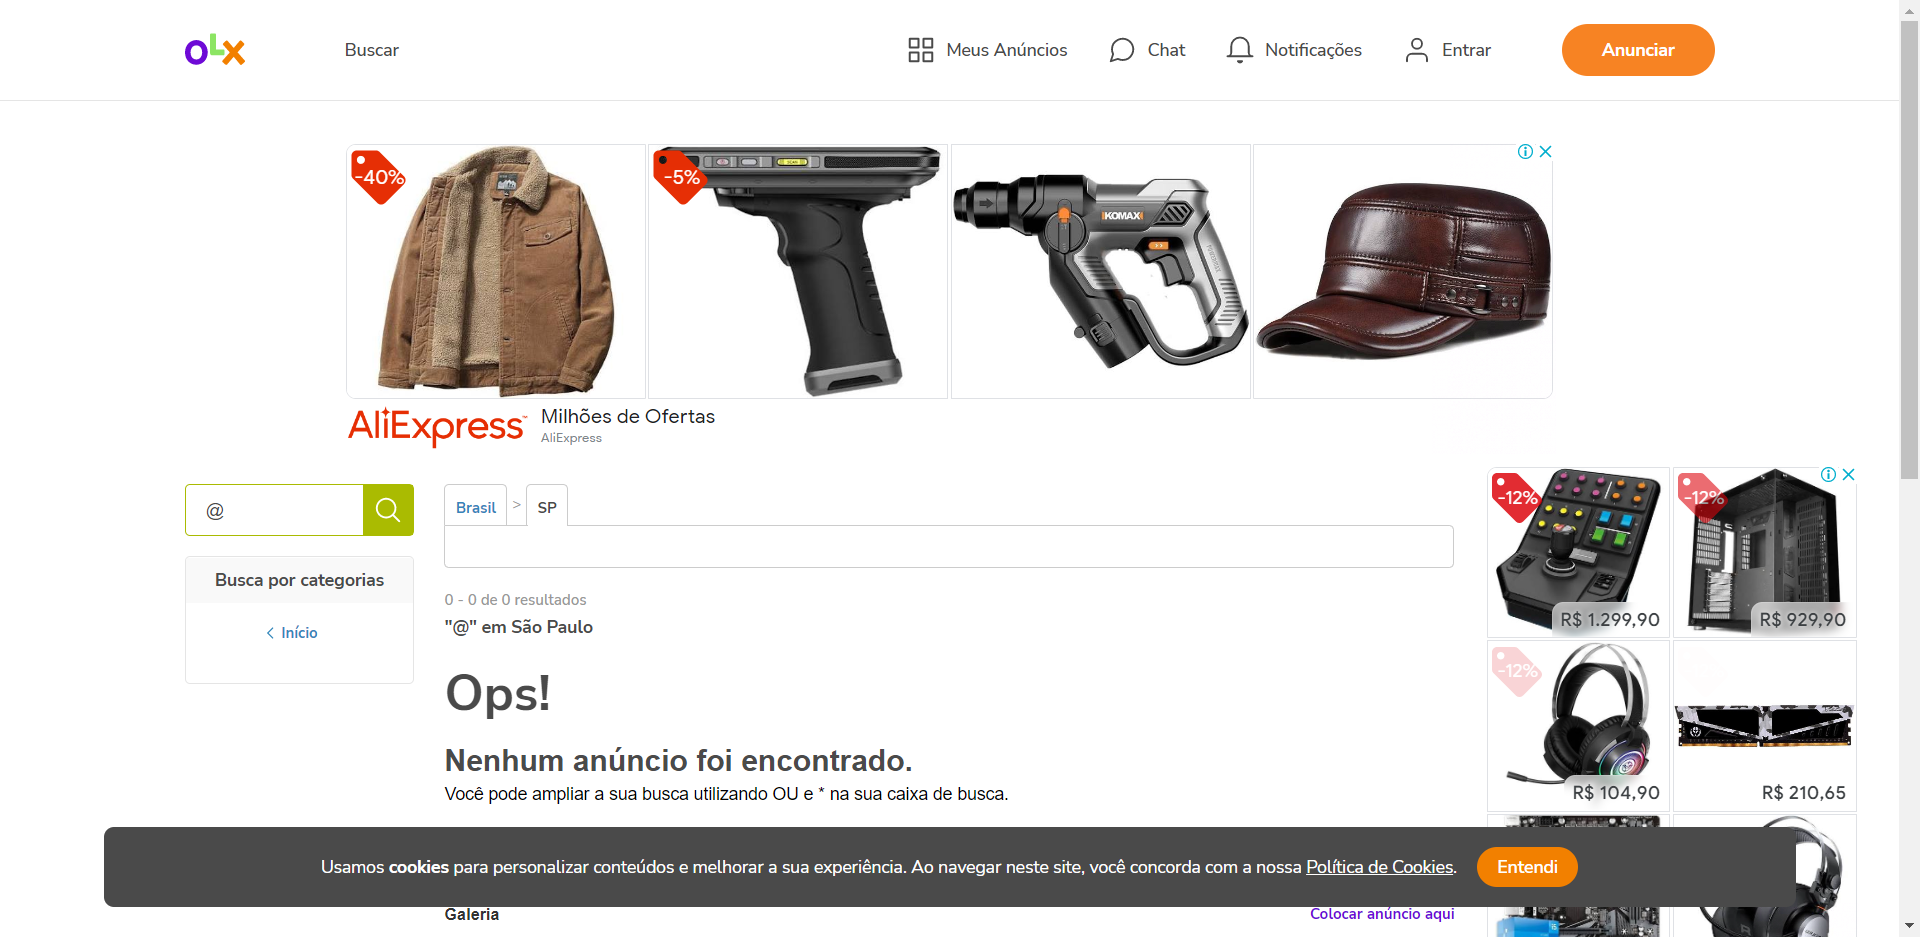 OLX
Buscar
Meus Anúncios
Chat
Notificações
Entrar
Anunciar
-40%
-5%
SCAN
KOMAX
AliExpress
Milhões de Ofertas
AliExpress
@
Brasil > SP
Busca por categorias
Início
0 - 0 de 0 resultados
"@" em São Paulo
Ops!
Nenhum anúncio foi encontrado.
Você pode ampliar a sua busca utilizando OU e * na sua caixa de busca.
-12%
R$ 1.299,90
-12%
R$ 929,90
-12%
R$ 104,90
R$ 210,65
Usamos cookies para personalizar conteúdos e melhorar a sua experiência. Ao navegar neste site, você concorda com a nossa Política de Cookies.
Entendi
Galeria
Colocar anúncio aqui